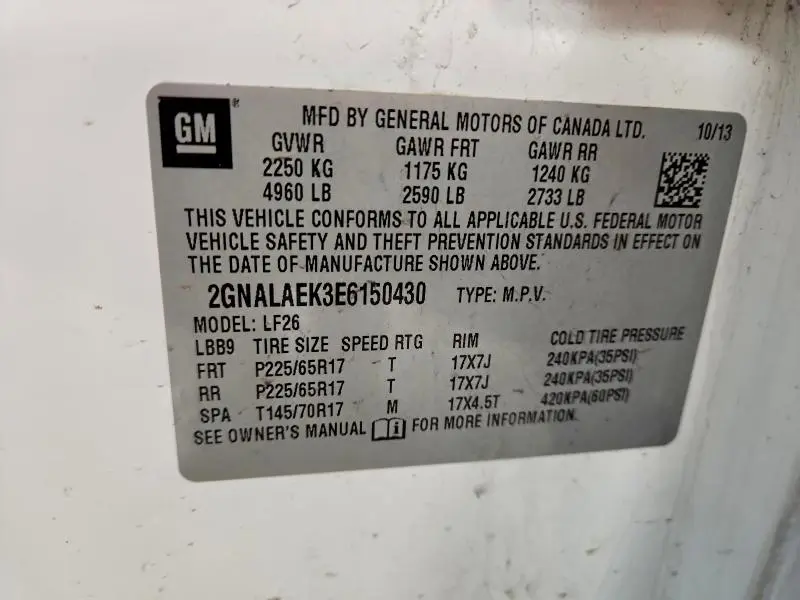 GM ® MFD BY GENERAL MOTORS OF CANADA LTD. 10/13
GVWR GAWR FRT GAWR RR
2250 KG 1175 KG 1240 KG
4960 LB 2590 LB 2733 LB
THIS VEHICLE CONFORMS TO ALL APPLICABLE U.S. FEDERAL MOTOR
VEHICLE SAFETY AND THEFT PREVENTION STANDARDS IN EFFECT ON
THE DATE OF MANUFACTURE SHOWN ABOVE.
2GNALAEK3E6150430 TYPE: M.P.V.
MODEL: LF26
LBB9 TIRE SIZE SPEED RTG RIM COLD TIRE PRESSURE
FRT P225/65R17 T 17X7J 240KPA(35PSI)
RR P225/65R17 T 17X7J 240KPA(35PSI)
SPA T145/70R17 M 17X4.5T 420KPA(60PSI)
SEE OWNER'S MANUAL i FOR MORE INFORMATION.